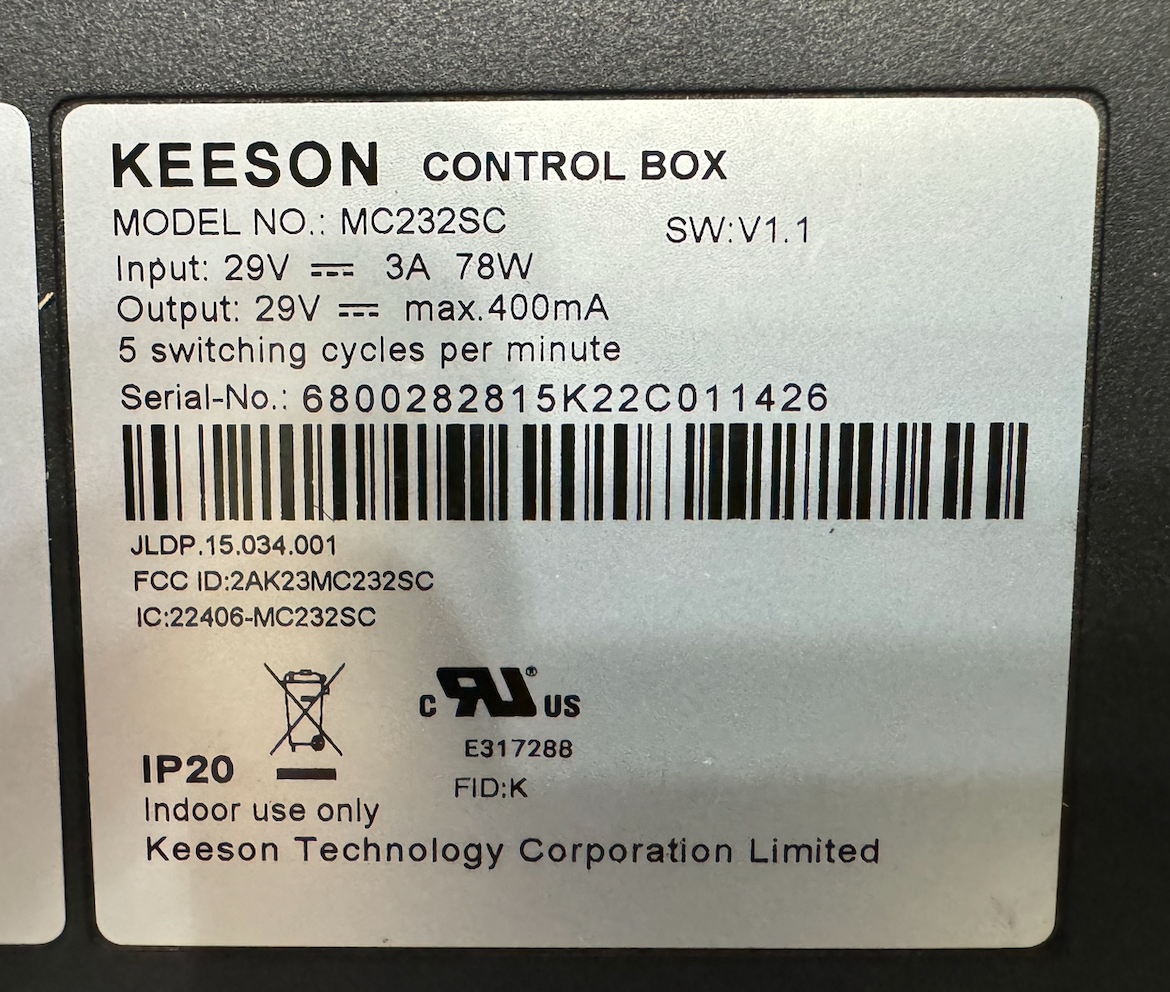 KEESON CONTROL BOX
MODEL NO.: MC232SC SW:V1.1
Input: 29V ⎓ 3A 78W
Output: 29V ⎓ max.400mA
5 switching cycles per minute
Serial-No.: 6800282815K22C011426
JLDP.15.034.001
FCC ID:2AK23MC232SC
IC:22406-MC232SC
c RU ® US
E317288
IP20
FID:K
Indoor use only
Keeson Technology Corporation Limited